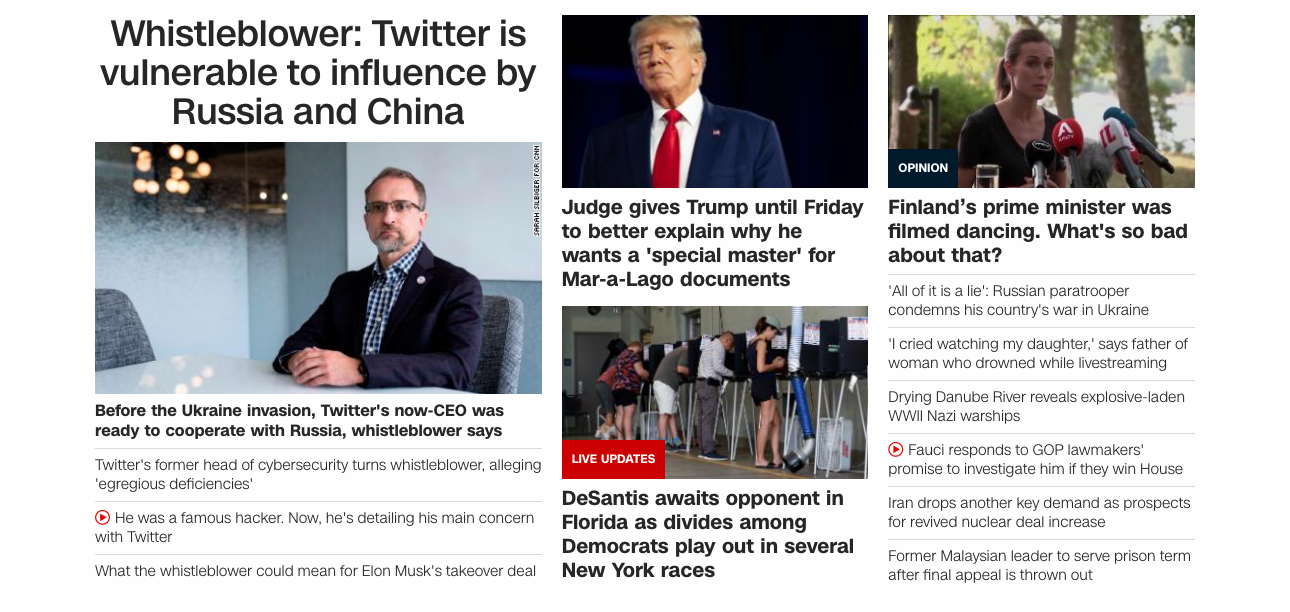 Whistleblower: Twitter is
vulnerable to influence by
Russia and China
SARAH SILBIGER FOR CNN
Before the Ukraine invasion, Twitter's now-CEO was
ready to cooperate with Russia, whistleblower says
Twitter's former head of cybersecurity turns whistleblower, alleging
'egregious deficiencies'
He was a famous hacker. Now, he's detailing his main concern
with Twitter
What the whistleblower could mean for Elon Musk's takeover deal
Judge gives Trump until Friday
to better explain why he
wants a 'special master' for
Mar-a-Lago documents
LIVE UPDATES
DeSantis awaits opponent in
Florida as divides among
Democrats play out in several
New York races
OPINION
Finland’s prime minister was
filmed dancing. What's so bad
about that?
'All of it is a lie': Russian paratrooper
condemns his country's war in Ukraine
'I cried watching my daughter,' says father of
woman who drowned while livestreaming
Drying Danube River reveals explosive-laden
WWII Nazi warships
Fauci responds to GOP lawmakers'
promise to investigate him if they win House
Iran drops another key demand as prospects
for revived nuclear deal increase
Former Malaysian leader to serve prison term
after final appeal is thrown out